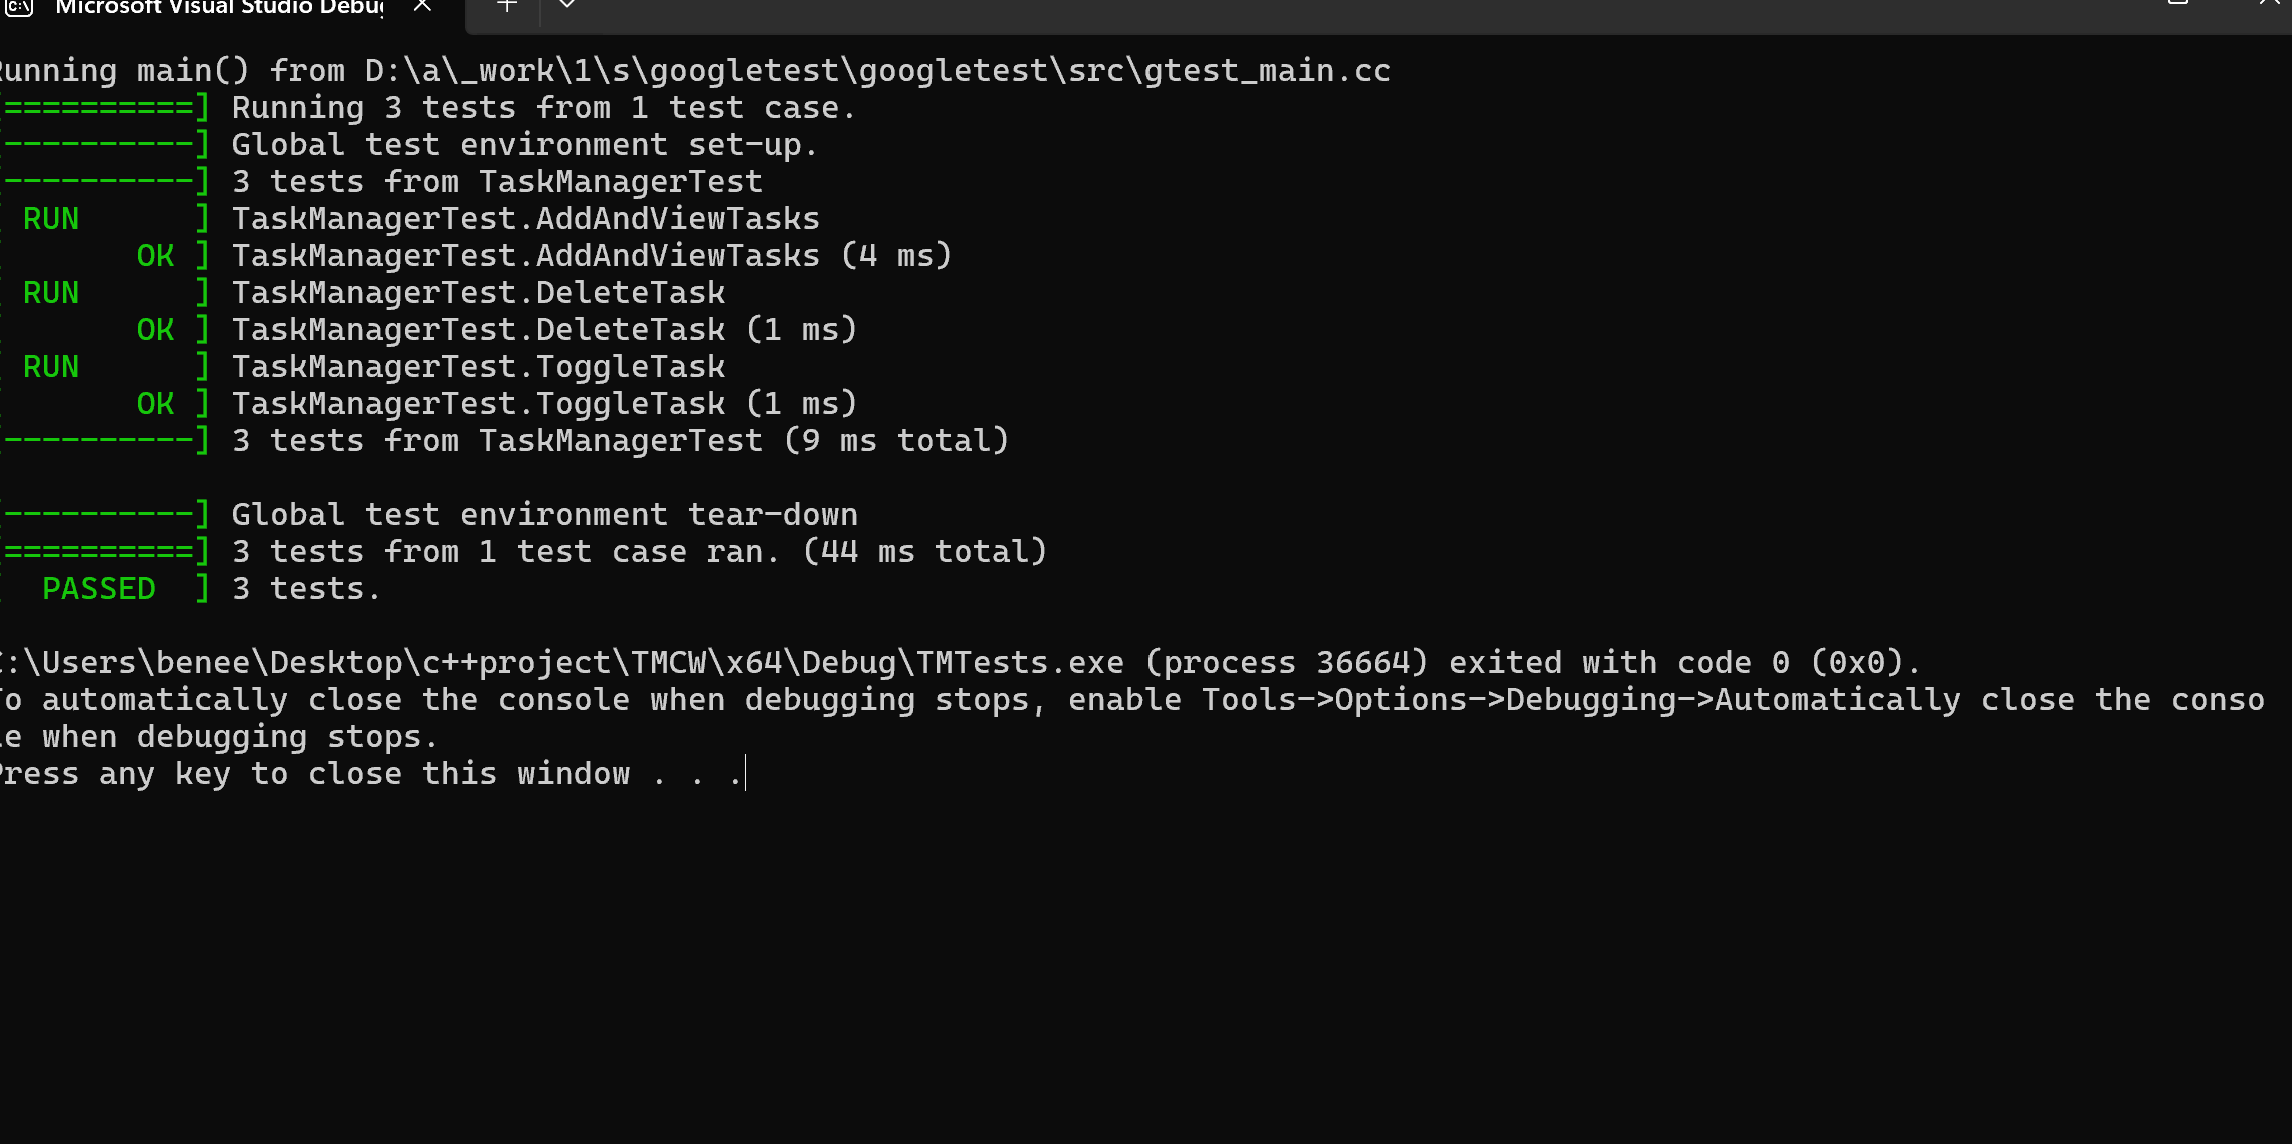 Microsoft Visual Studio Debu
unning main() from D:\a\_work\1\s\googletest\googletest\src\gtest_main.cc
==========] Running 3 tests from 1 test case.
----------] Global test environment set-up.
----------] 3 tests from TaskManagerTest
RUN      ] TaskManagerTest.AddAndViewTasks
      OK ] TaskManagerTest.AddAndViewTasks (4 ms)
RUN      ] TaskManagerTest.DeleteTask
      OK ] TaskManagerTest.DeleteTask (1 ms)
RUN      ] TaskManagerTest.ToggleTask
      OK ] TaskManagerTest.ToggleTask (1 ms)
----------] 3 tests from TaskManagerTest (9 ms total)
----------] Global test environment tear-down
==========] 3 tests from 1 test case ran. (44 ms total)
  PASSED  ] 3 tests.
:\Users\benee\Desktop\c++project\TMCW\x64\Debug\TMTests.exe (process 36664) exited with code 0 (0x0).
To automatically close the console when debugging stops, enable Tools->Options->Debugging->Automatically close the conso
le when debugging stops.
Press any key to close this window . . .